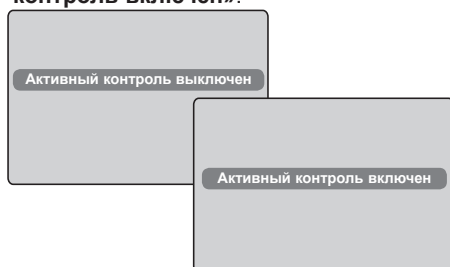 контроль включен».
Активный контроль выключен
Активный контроль включен